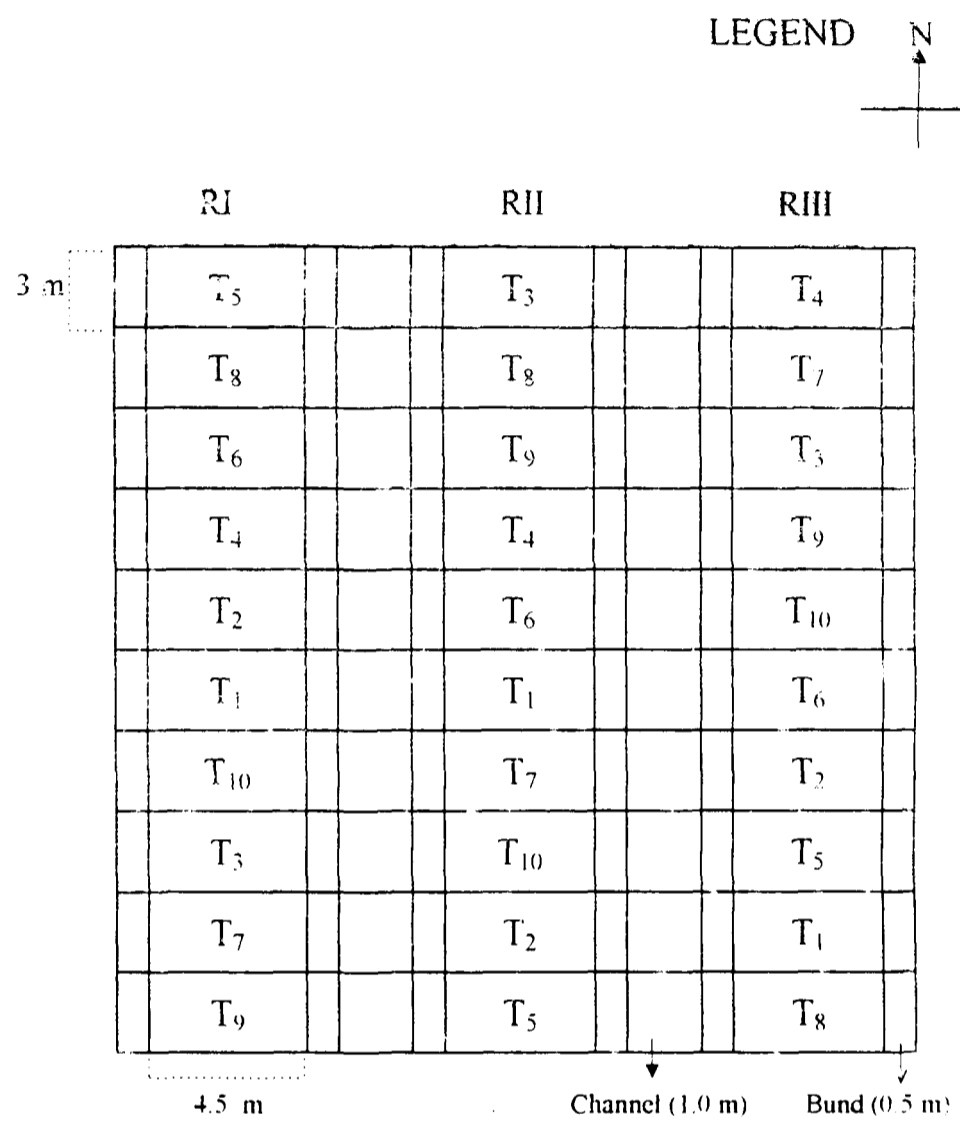 LEGEND N
RI RII RIII
3 m T₅ T₃ T₄
T₈ T₈ T₇
T₆ T₉ T₃
T₄ T₄ T₉
T₂ T₆ T₁₀
T₁ T₁ T₆
T₁₀ T₇ T₂
T₃ T₁₀ T₅
T₇ T₂ T₁
T₉ T₅ T₈
4.5 m Channel (1.0 m) Bund (0.5 m)